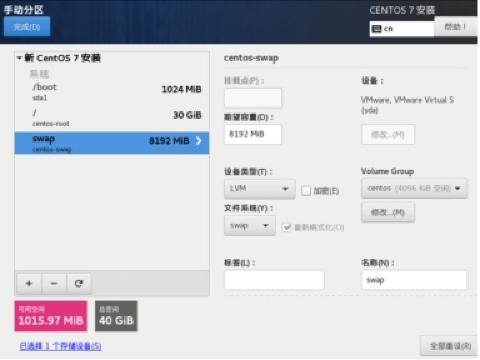 手动分区
CENTOS 7 安装
完成(D)
cn
帮助！
新 CentOS 7 安装
系统
/boot
1024 MiB
sda1
/
30 GiB
centos-root
swap
8192 MiB
centos-swap
centos-swap
挂载点(P)：
设备：
VMware, VMware Virtual S
(sda)
期望容量(D)：
8192 MiB
修改...(M)
设备类型(T)：
Volume Group
LVM
加密(E)
centos (4096 KiB 空闲)
文件系统(Y)：
修改...(M)
swap
重新格式化(O)
标签(L)：
名称(N)：
swap
+ − 
可用空间
1015.97 MiB
总空间
40 GiB
已选择 1 个存储设备(S)
全部重设(R)